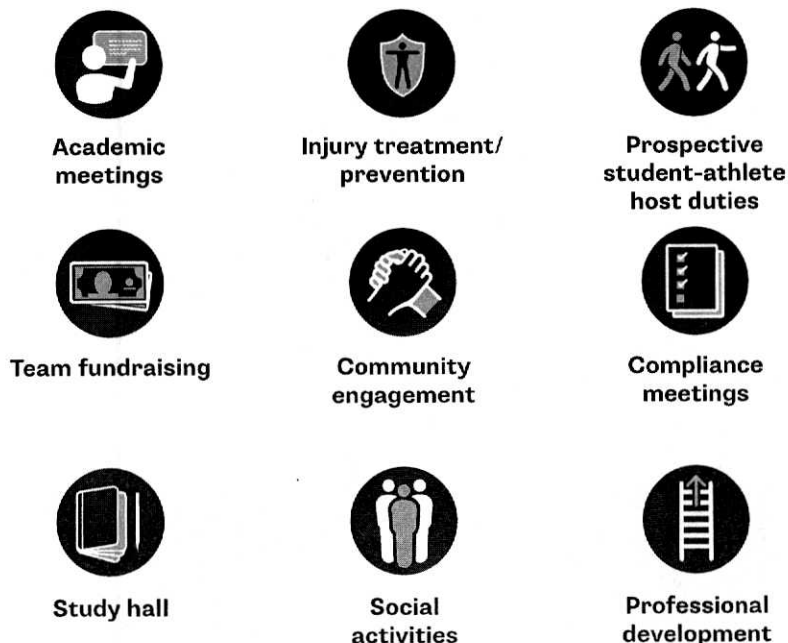 Academic
meetings
Injury treatment/
prevention
Prospective
student-athlete
host duties
Team fundraising
Community
engagement
Compliance
meetings
Study hall
Social
activities
Professional
development